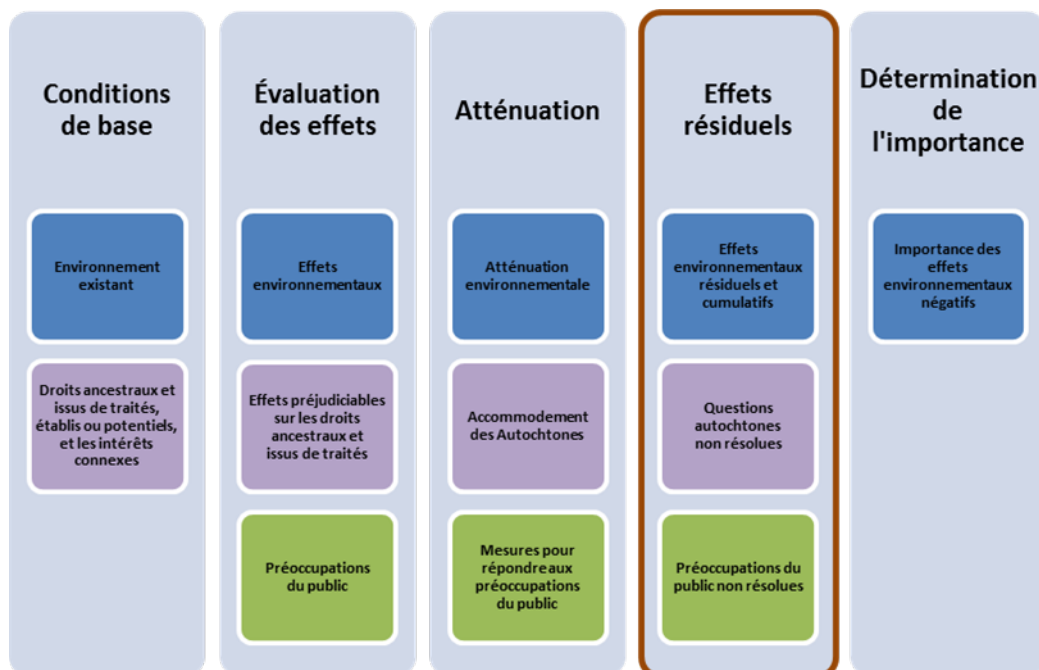 Conditions
de base
Environnement
existant
Droits ancestraux et
issus de traités,
établis ou potentiels,
et les intérêts
connexes
Évaluation
des effets
Effets
environnementaux
Effets préjudiciables
sur les droits
ancestraux et
issus de traités
Préoccupations
du public
Atténuation
Atténuation
environnementale
Accommodement
des Autochtones
Mesures pour
répondre aux
préoccupations
du public
Effets
résiduels
Effets
environnementaux
résiduels et
cumulatifs
Questions
autochtones
non résolues
Préoccupations du
public non résolues
Détermination
de
l'importance
Importance des
effets
environnementaux
négatifs